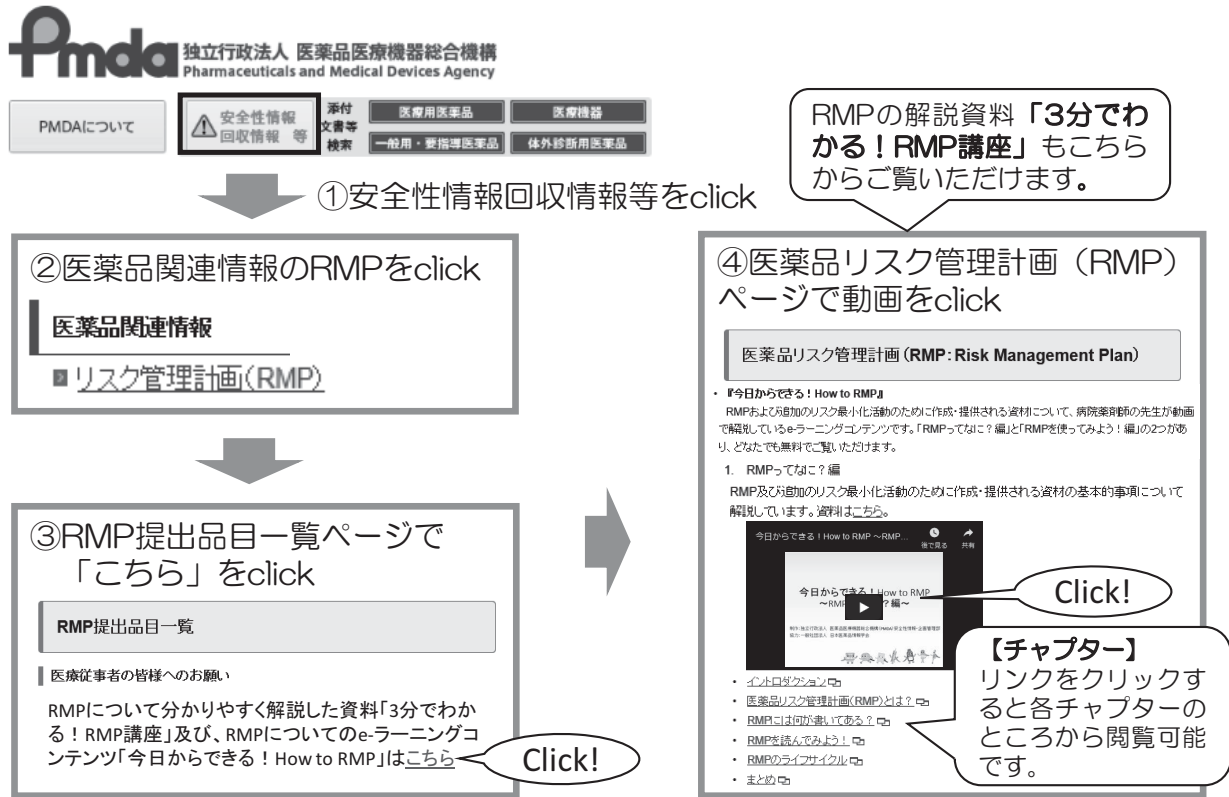 Pmda 独立行政法人 医薬品医療機器総合機構
Pharmaceuticals and Medical Devices Agency
PMDAについて
安全性情報
回収情報 等
添付
文書等
検索
医療用医薬品
医療機器
一般用・要指導医薬品
体外診断用医薬品
①安全性情報回収情報等をclick
②医薬品関連情報のRMPをclick
医薬品関連情報
リスク管理計画(RMP)
③RMP提出品目一覧ページで
「こちら」をclick
RMP提出品目一覧
医療従事者の皆様へのお願い
RMPについて分かりやすく解説した資料「3分でわか
る！RMP講座」及び、RMPについてのe-ラーニングコ
ンテンツ「今日からできる！How to RMP」はこちら
Click!
RMPの解説資料「3分でわ
かる！RMP講座」もこちら
からご覧いただけます。
④医薬品リスク管理計画（RMP）
ページで動画をclick
医薬品リスク管理計画(RMP:Risk Management Plan)
・『今日からできる！How to RMP』
RMPおよび追加のリスク最小化活動のために作成・提供される資材について、病院薬剤師の先生が動画
で解説しているe-ラーニングコンテンツです。「RMPってなに？編」と「RMPを使ってみよう！編」の2つがあ
り、どなたでも無料でご覧いただけます。
1. RMPってなに？編
RMP及び追加のリスク最小化活動のために作成・提供される資材の基本的事項について
解説しています。資料はこちら。
今日からできる！How to RMP ～RMP...
後で見る
共有
今日からできる！How to RMP
～RMP ？編～
Click!
・イントロダクション
・医薬品リスク管理計画(RMP)とは？
・RMPには何が書いてある？
・RMPを読んでみよう！
・RMPのライフサイクル
・まとめ
【チャプター】
リンクをクリックす
ると各チャプターの
ところから閲覧可能
です。